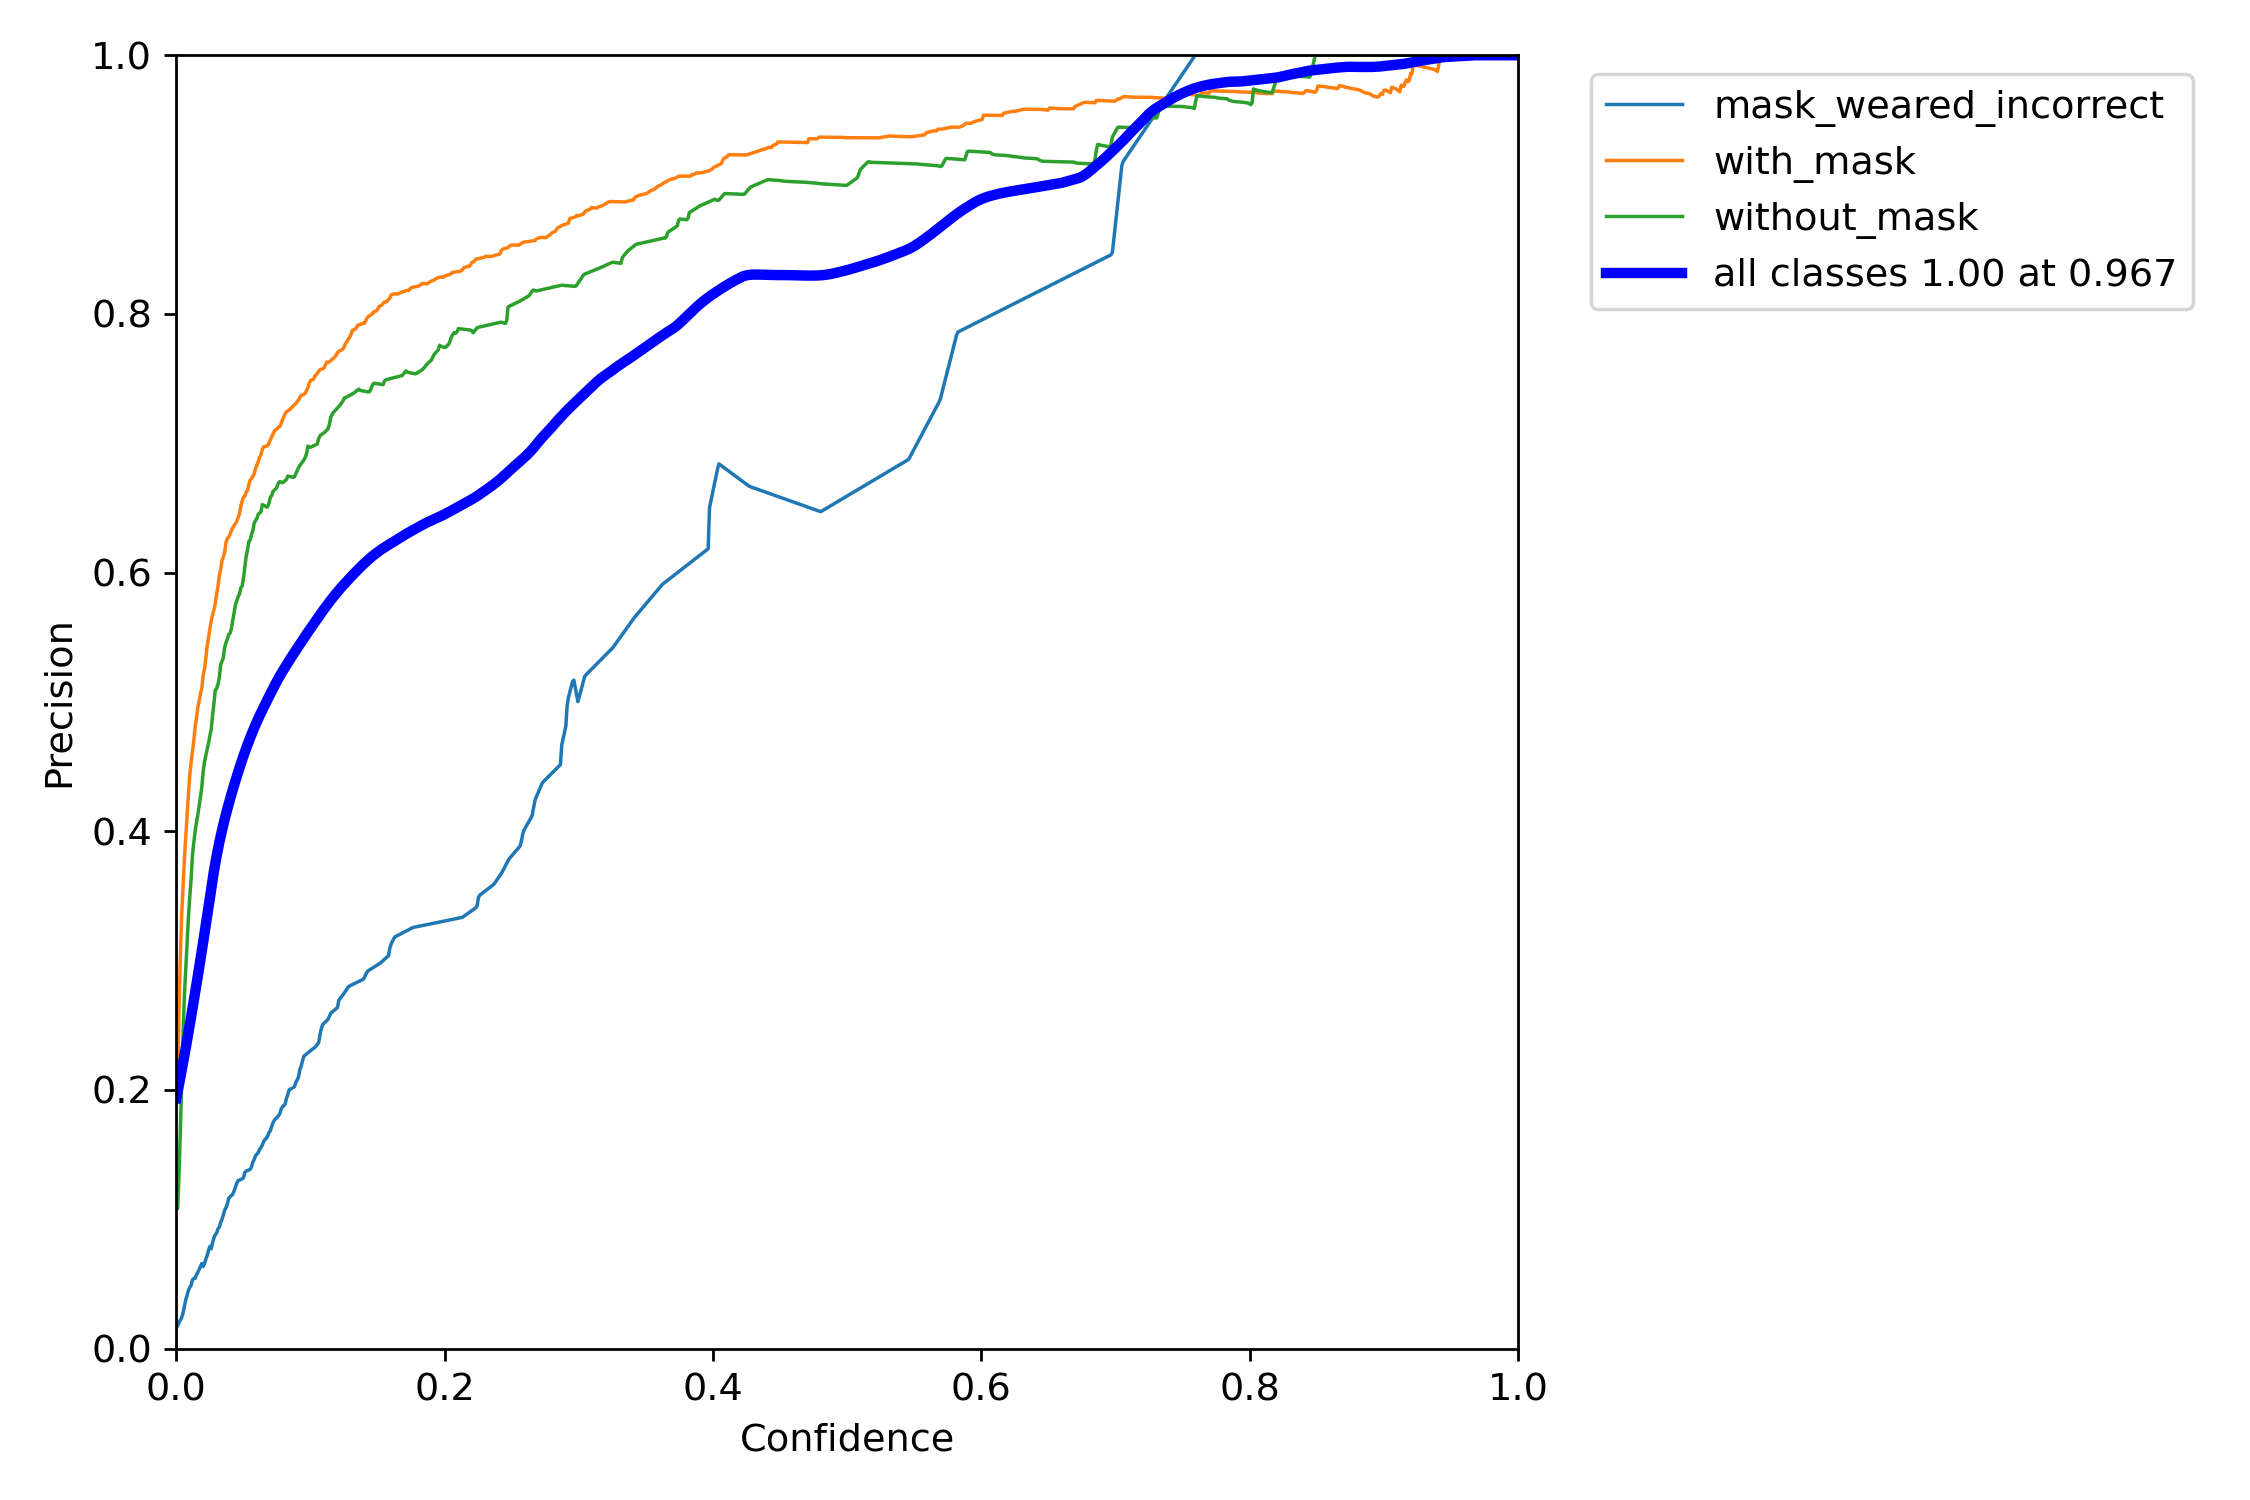 1.0
0.8
0.6
0.4
0.2
0.0
0.0 0.2 0.4 0.6 0.8 1.0
Precision
Confidence
mask_weared_incorrect
with_mask
without_mask
all classes 1.00 at 0.967